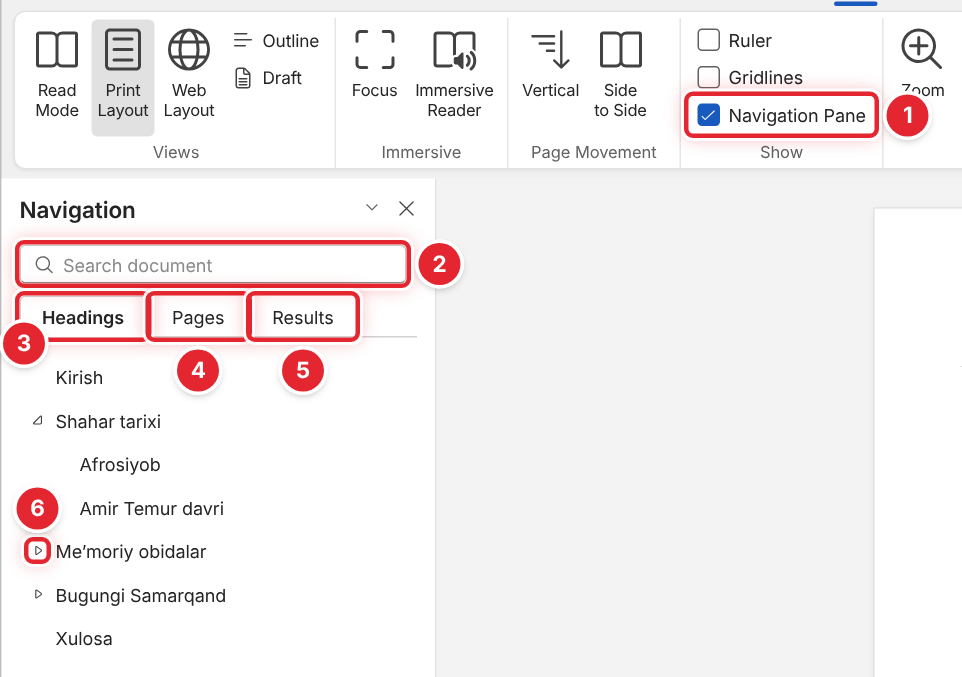 Read Mode
Print Layout
Web Layout
Outline
Draft
Views
Focus
Immersive Reader
Immersive
Vertical
Side to Side
Page Movement
Ruler
Gridlines
Navigation Pane
1
Show
Zoom
Navigation
Search document
2
Headings
Pages
Results
3
4
5
Kirish
Shahar tarixi
Afrosiyob
6
Amir Temur davri
Me’moriy obidalar
Bugungi Samarqand
Xulosa